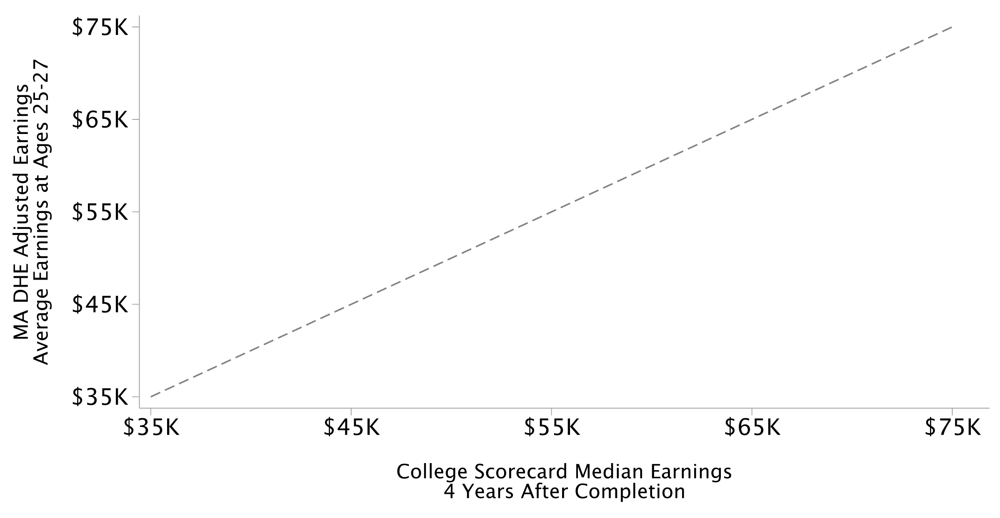 MA DHE Adjusted Earnings
Average Earnings at Ages 25-27
$75K
$65K
$55K
$45K
$35K
$35K
$45K
$55K
$65K
$75K
College Scorecard Median Earnings
4 Years After Completion